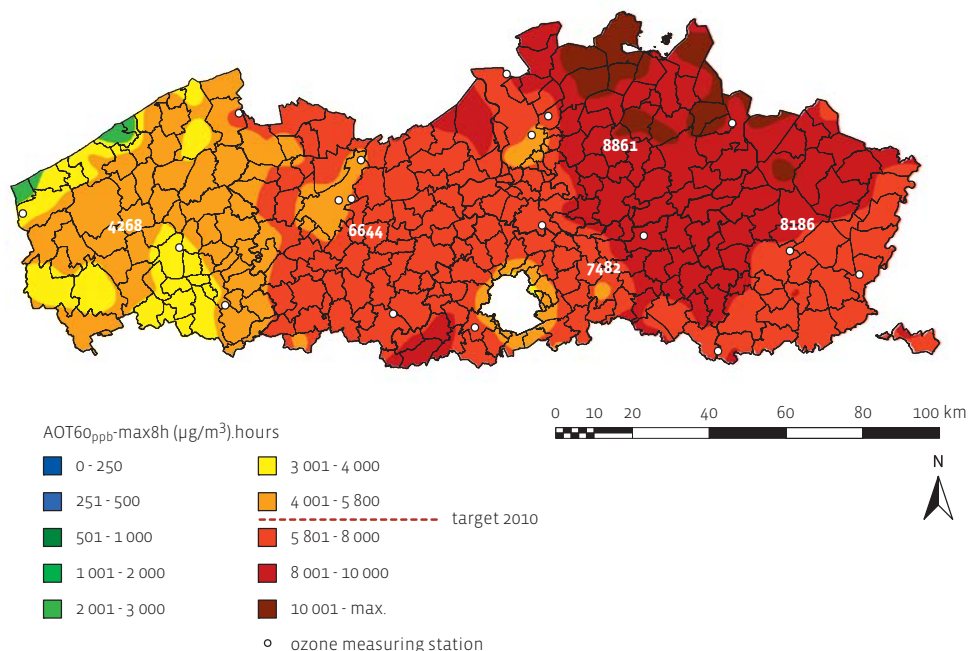 8861
4268
6644
8186
7482
0 10 20 40 60 80 100 km
AOT60ppb-max8h (µg/m³).hours
N
0 - 250
3 001 - 4 000
251 - 500
4 001 - 5 800
target 2010
501 - 1 000
5 801 - 8 000
1 001 - 2 000
8 001 - 10 000
2 001 - 3 000
10 001 - max.
ozone measuring station